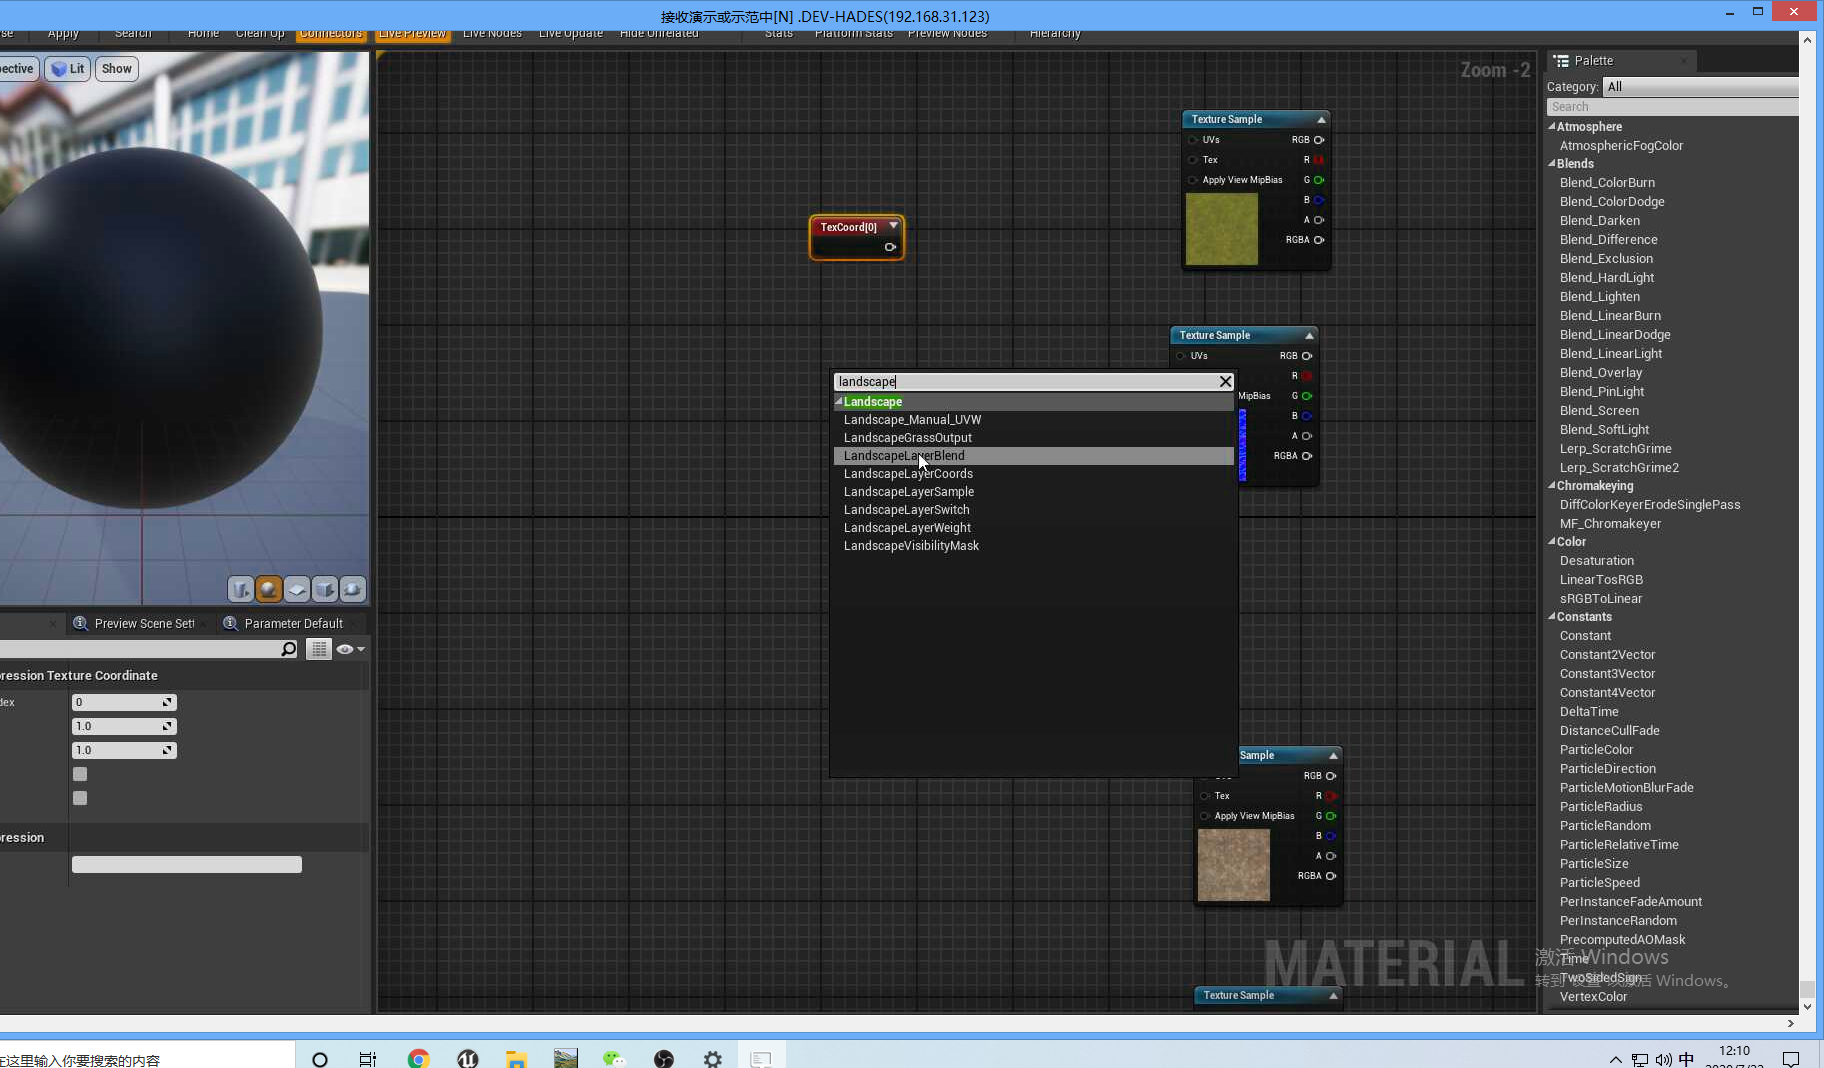 接收演示或示范中[N] .DEV-HADES(192.168.31.123)
Apply
Search
Home
Clean Up
Connectors
Live Preview
Live Nodes
Live Update
Hide Unrelated
Stats
Platform Stats
Preview Nodes
Hierarchy
Lit
Show
Zoom -2
Texture Sample
UVs
RGB
Tex
R
Apply View MipBias
G
B
A
RGBA
TexCoord[0]
Texture Sample
UVs
RGB
R
MipBias
G
B
A
RGBA
landscape
Landscape
Landscape_Manual_UVW
LandscapeGrassOutput
LandscapeLayerBlend
LandscapeLayerCoords
LandscapeLayerSample
LandscapeLayerSwitch
LandscapeLayerWeight
LandscapeVisibilityMask
Sample
RGB
Tex
R
Apply View MipBias
G
B
A
RGBA
MATERIAL
Texture Sample
Preview Scene Sett
Parameter Default
ression Texture Coordinate
dex
0
1.0
1.0
ression
Palette
Category:
All
Search
Atmosphere
AtmosphericFogColor
Blends
Blend_ColorBurn
Blend_ColorDodge
Blend_Darken
Blend_Difference
Blend_Exclusion
Blend_HardLight
Blend_Lighten
Blend_LinearBurn
Blend_LinearDodge
Blend_LinearLight
Blend_Overlay
Blend_PinLight
Blend_Screen
Blend_SoftLight
Lerp_ScratchGrime
Lerp_ScratchGrime2
Chromakeying
DiffColorKeyerErodeSinglePass
MF_Chromakeyer
Color
Desaturation
LinearTosRGB
sRGBToLinear
Constants
Constant
Constant2Vector
Constant3Vector
Constant4Vector
DeltaTime
DistanceCullFade
ParticleColor
ParticleDirection
ParticleMotionBlurFade
ParticleRadius
ParticleRandom
ParticleRelativeTime
ParticleSize
ParticleSpeed
PerInstanceFadeAmount
PerInstanceRandom
PrecomputedAOMask
Time
TwoSidedSign
VertexColor
激活 Windows
转到"设置"以激活 Windows。
在这里输入你要搜索的内容
中
12:10